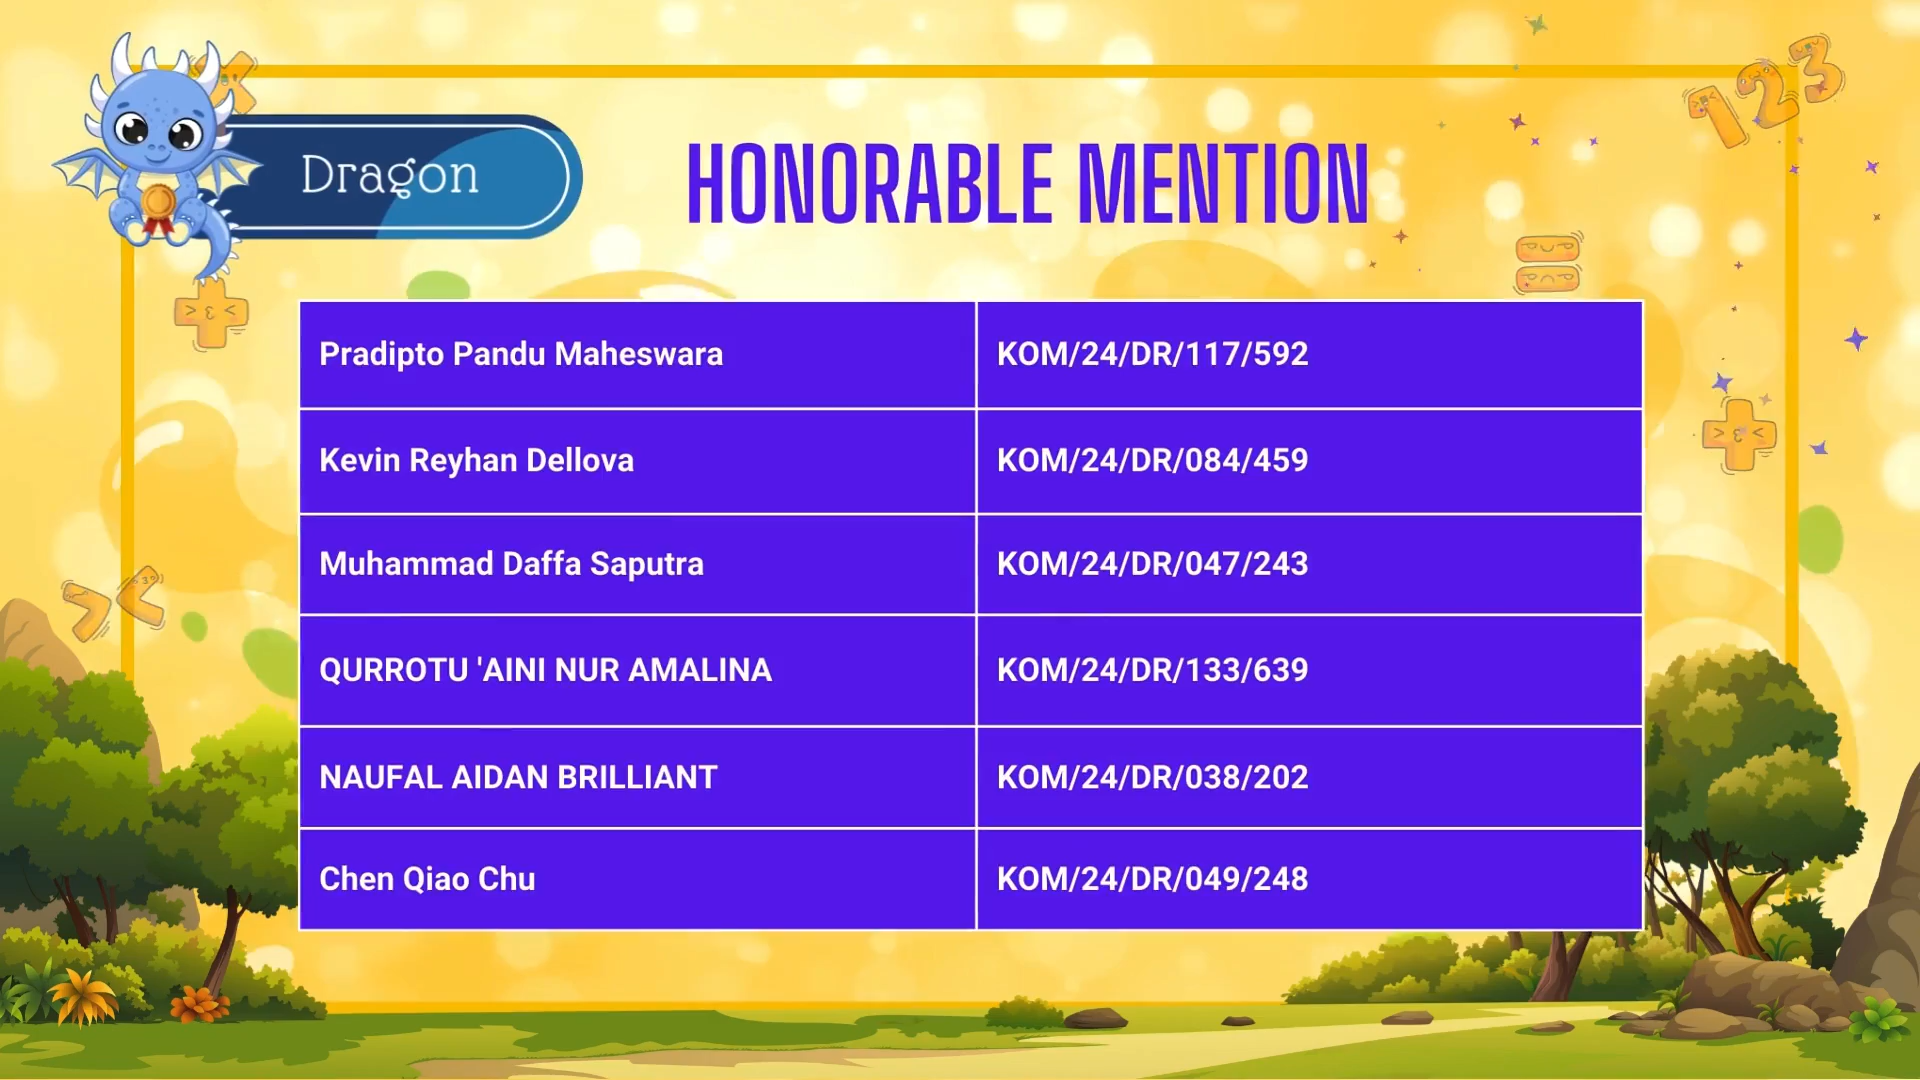 Dragon
HONORABLE MENTION
Pradipto Pandu Maheswara KOM/24/DR/117/592
Kevin Reyhan Dellova KOM/24/DR/084/459
Muhammad Daffa Saputra KOM/24/DR/047/243
QURROTU 'AINI NUR AMALINA KOM/24/DR/133/639
NAUFAL AIDAN BRILLIANT KOM/24/DR/038/202
Chen Qiao Chu KOM/24/DR/049/248
123